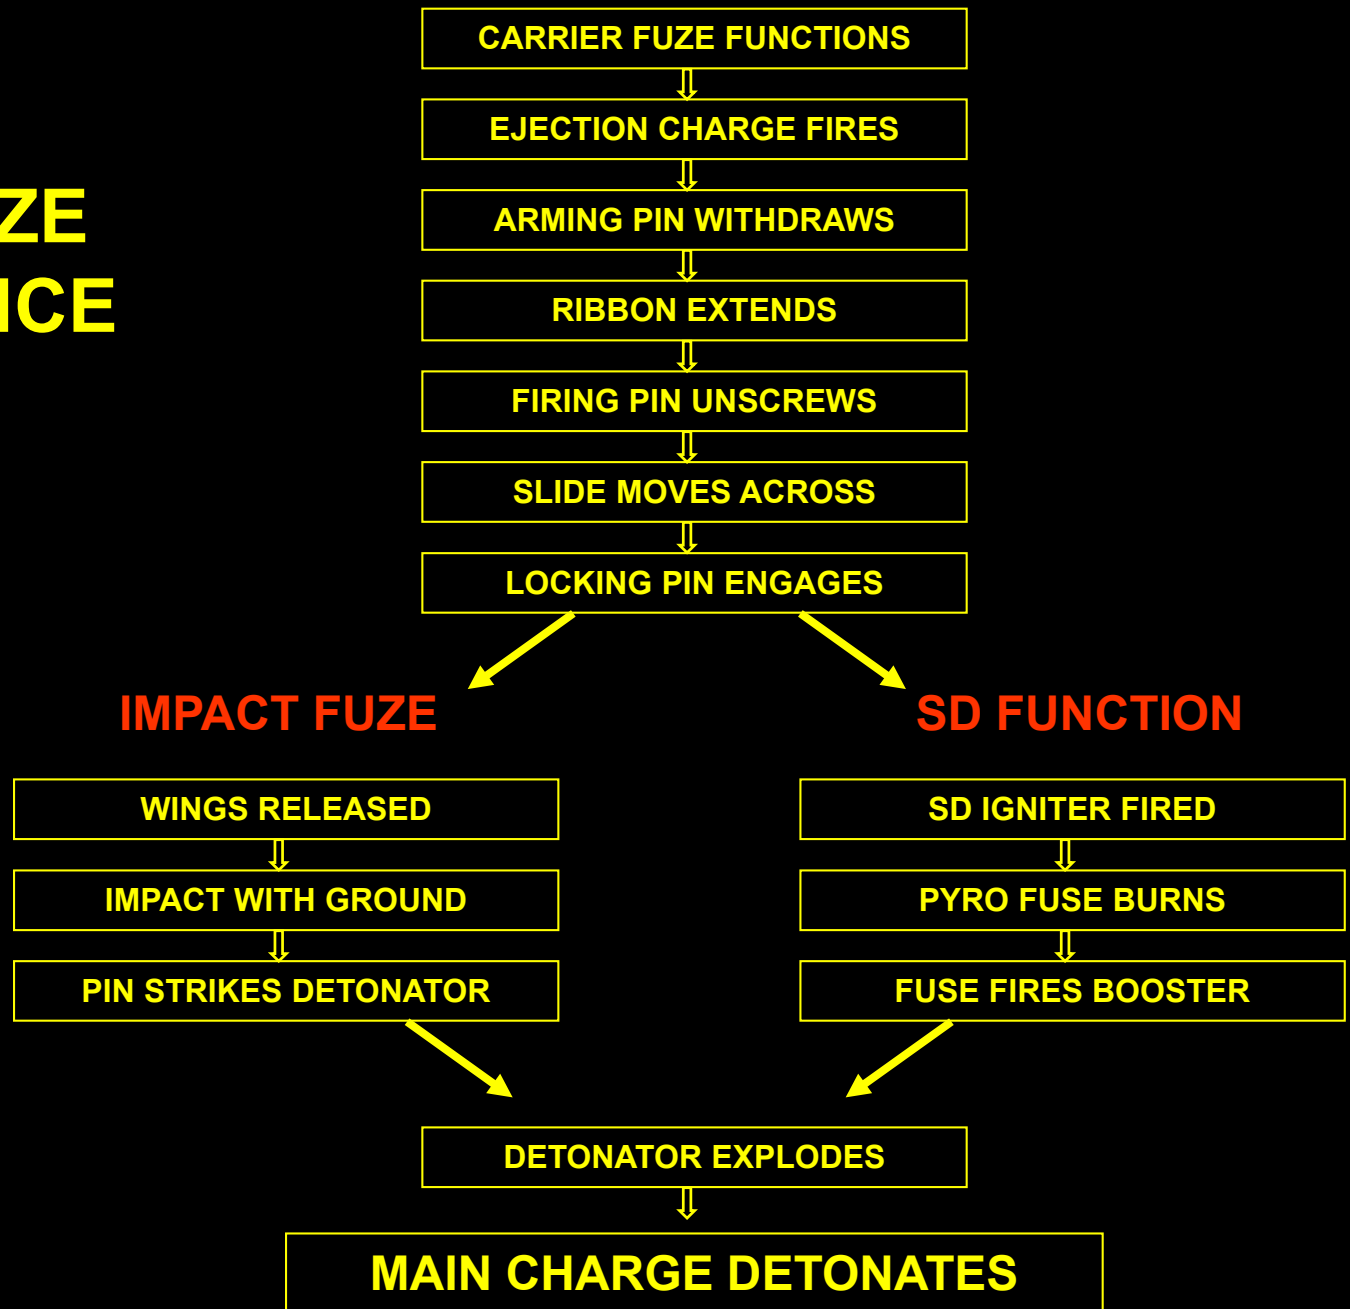 CARRIER FUZE FUNCTIONS
EJECTION CHARGE FIRES
ARMING PIN WITHDRAWS
ZE
ICE
RIBBON EXTENDS
FIRING PIN UNSCREWS
SLIDE MOVES ACROSS
LOCKING PIN ENGAGES
IMPACT FUZE
SD FUNCTION
WINGS RELEASED
IMPACT WITH GROUND
PIN STRIKES DETONATOR
SD IGNITER FIRED
PYRO FUSE BURNS
FUSE FIRES BOOSTER
DETONATOR EXPLODES
MAIN CHARGE DETONATES